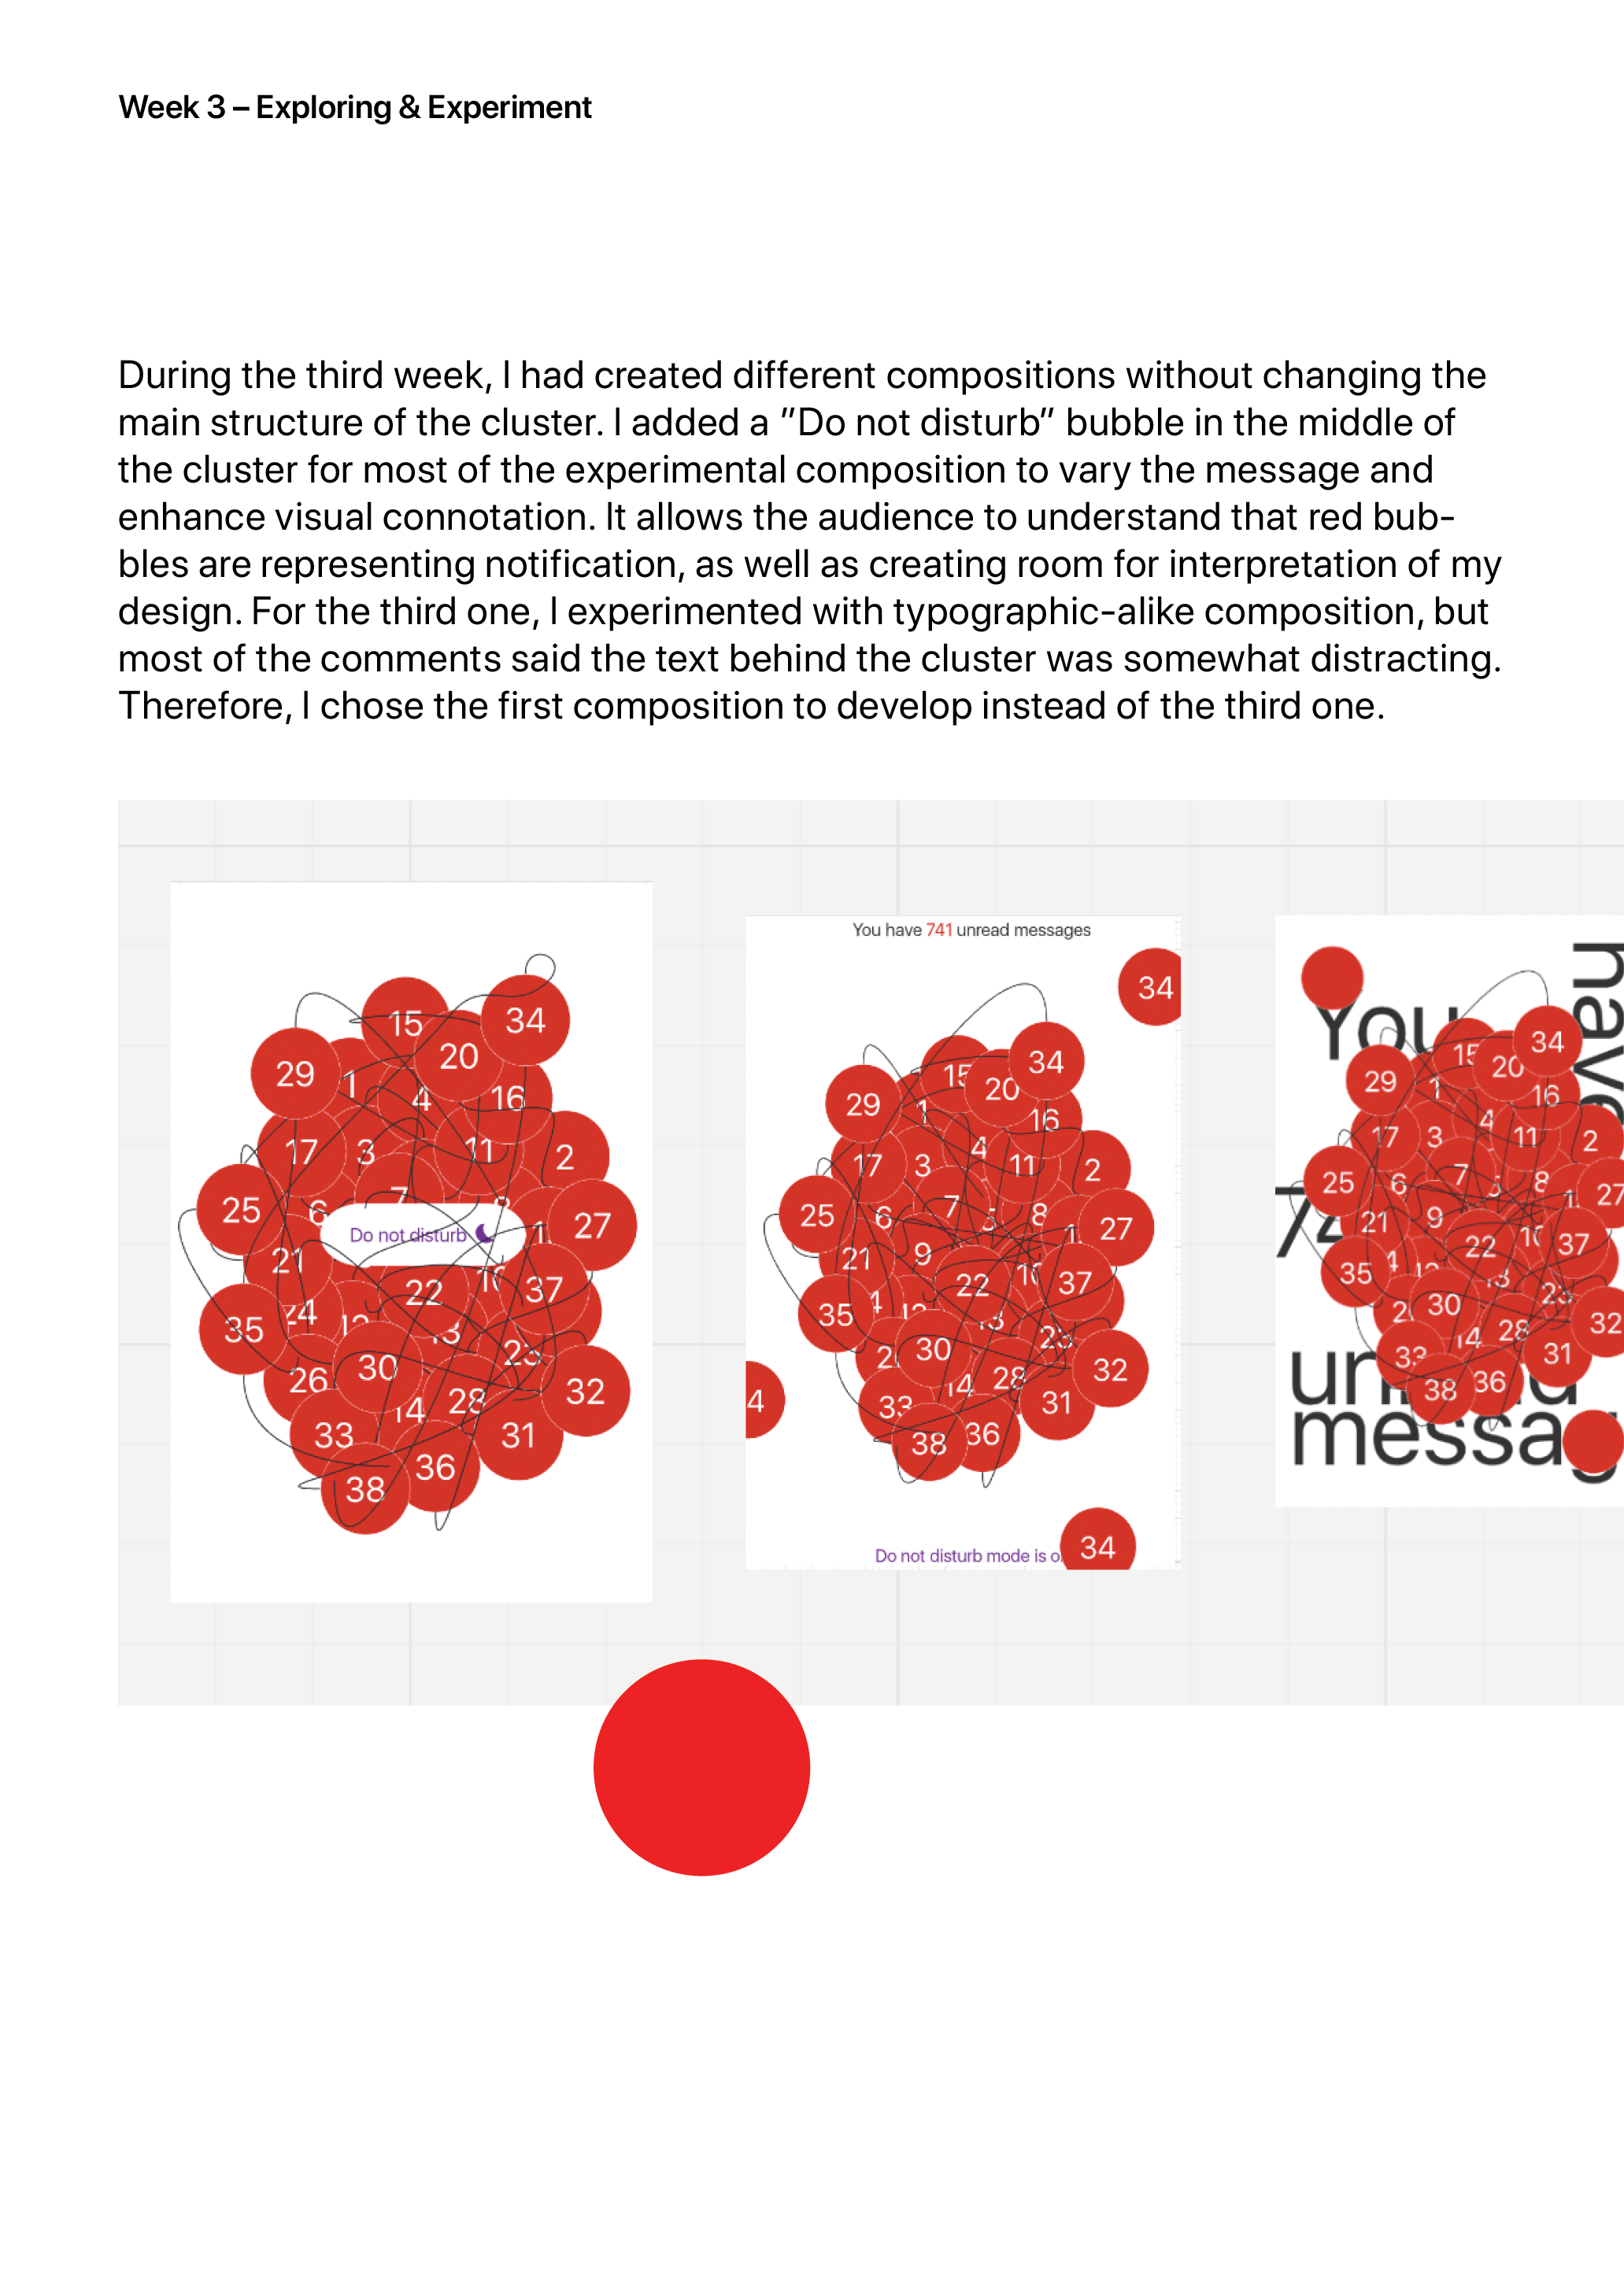 Week 3 – Exploring & Experiment
During the third week, I had created different compositions without changing the
main structure of the cluster. I added a "Do not disturb" bubble in the middle of
the cluster for most of the experimental composition to vary the message and
enhance visual connotation. It allows the audience to understand that red bub-
bles are representing notification, as well as creating room for interpretation of my
design. For the third one, I experimented with typographic-alike composition, but
most of the comments said the text behind the cluster was somewhat distracting.
Therefore, I chose the first composition to develop instead of the third one.
15 34
20
29 1
4 16
17 3 11 2
25 6 7
Do not disturb
27
21
22 37
35 24
30
26 28 32
33 14 31
36
38
You have 741 unread messages
34
34
15 20
29 1
16
4
17 3 11 2
25 6 7 8 27
21 9
22 37
35
30
28 32
33 14 31
38 36
34
Do not disturb mode is
You
have
34
15 20
29 1
16
4
17 3 11 2
25 6 7 8 27
21 9
22 37
35
30
28 32
33 14 31
38 36
74
un d
messag